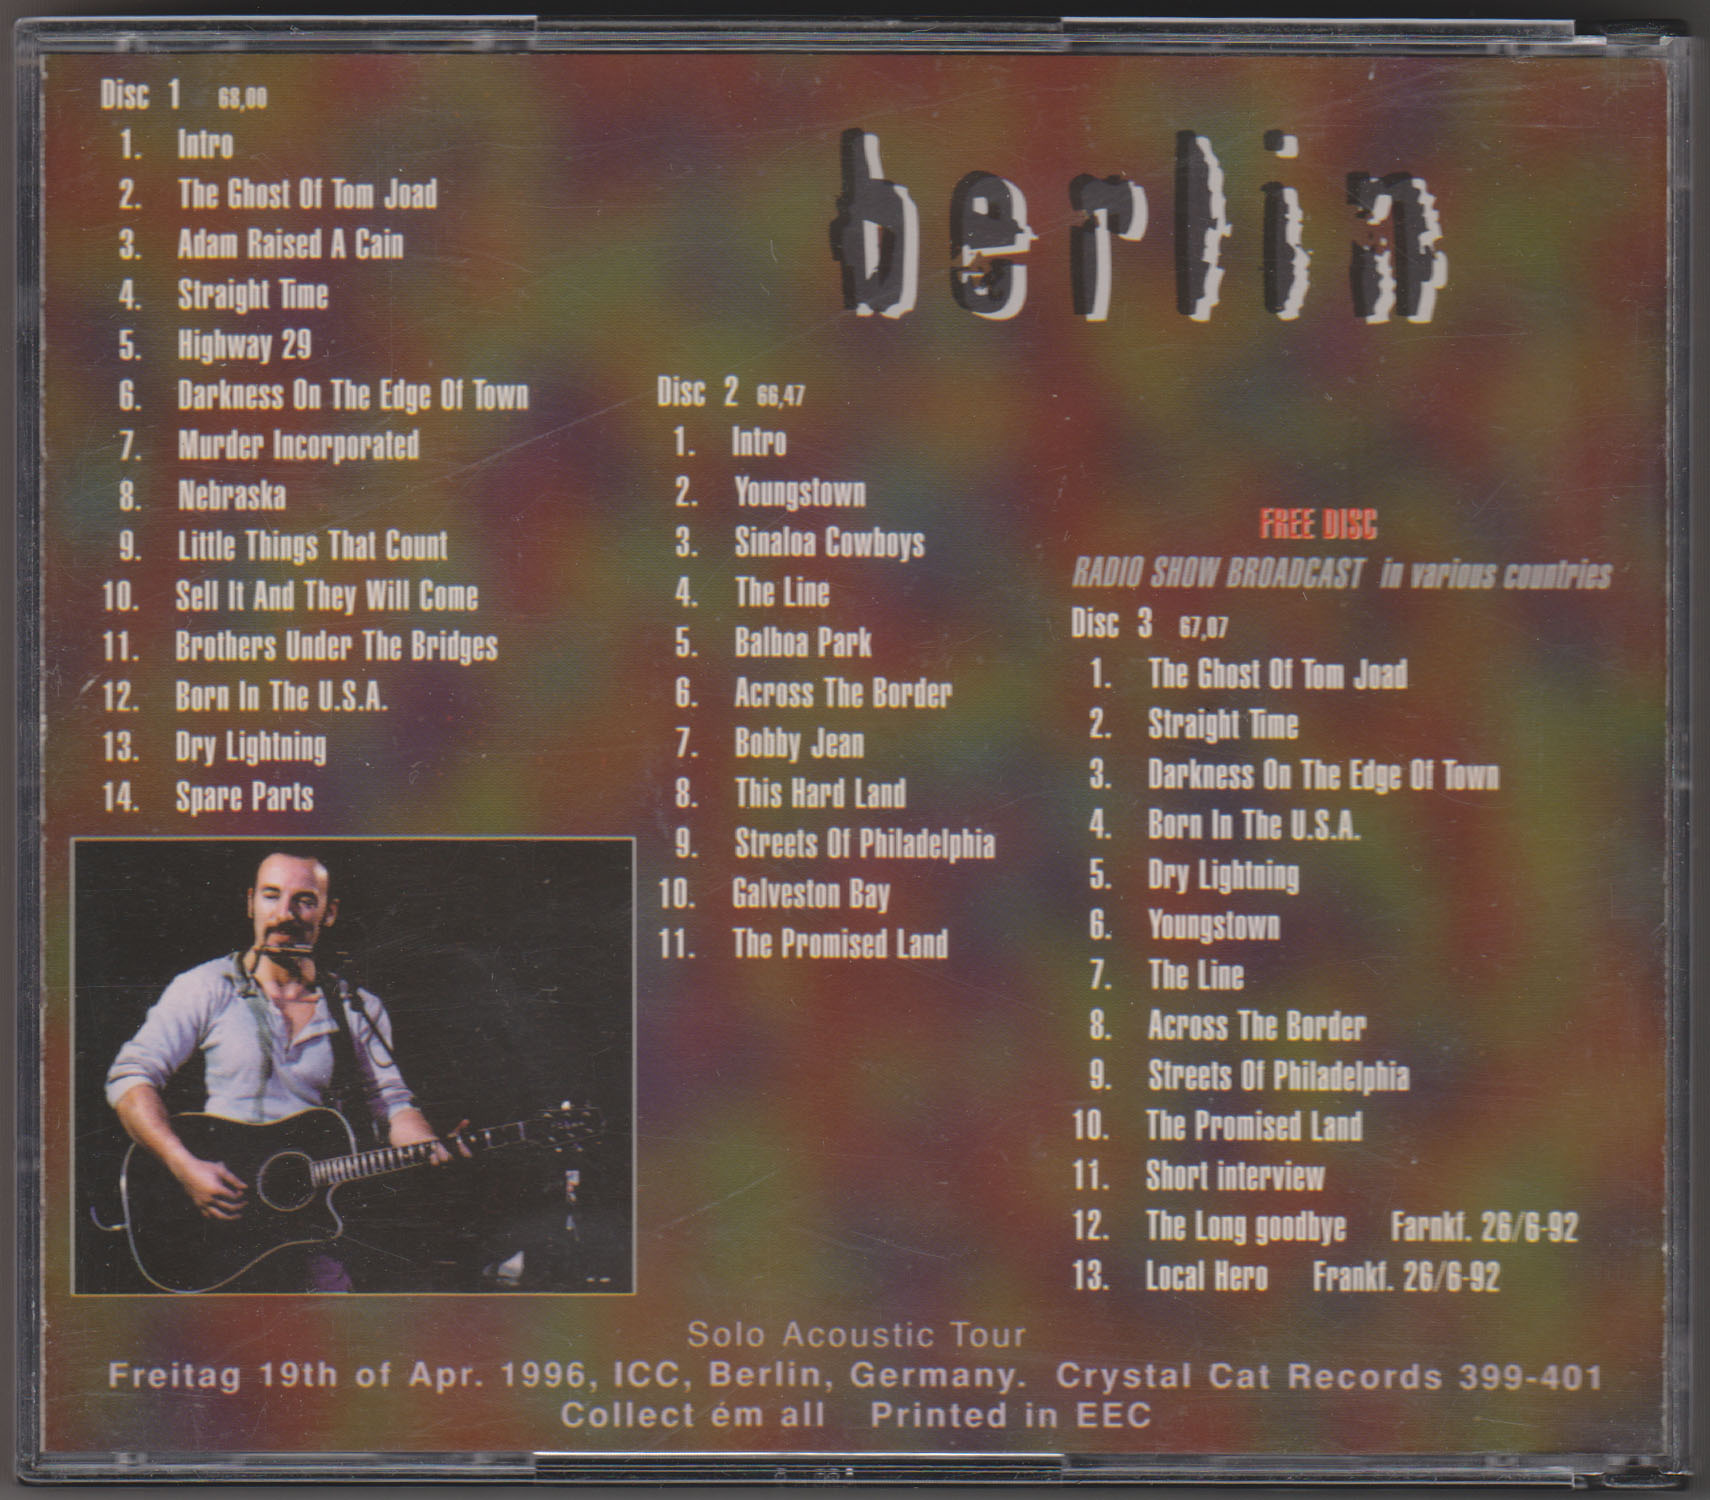 berlin
Disc 1 68,00
1. Intro
2. The Ghost Of Tom Joad
3. Adam Raised A Cain
4. Straight Time
5. Highway 29
6. Darkness On The Edge Of Town
7. Murder Incorporated
8. Nebraska
9. Little Things That Count
10. Sell It And They Will Come
11. Brothers Under The Bridges
12. Born In The U.S.A.
13. Dry Lightning
14. Spare Parts
Disc 2 66,47
1. Intro
2. Youngstown
3. Sinaloa Cowboys
4. The Line
5. Balboa Park
6. Across The Border
7. Bobby Jean
8. This Hard Land
9. Streets Of Philadelphia
10. Galveston Bay
11. The Promised Land
FREE DISC
RADIO SHOW BROADCAST in various countries
Disc 3 67,07
1. The Ghost Of Tom Joad
2. Straight Time
3. Darkness On The Edge Of Town
4. Born In The U.S.A.
5. Dry Lightning
6. Youngstown
7. The Line
8. Across The Border
9. Streets Of Philadelphia
10. The Promised Land
11. Short interview
12. The Long goodbye Farnkf. 26/6-92
13. Local Hero Frankf. 26/6-92
Solo Acoustic Tour
Freitag 19th of Apr. 1996, ICC, Berlin, Germany. Crystal Cat Records 399-401
Collect ém all Printed in EEC